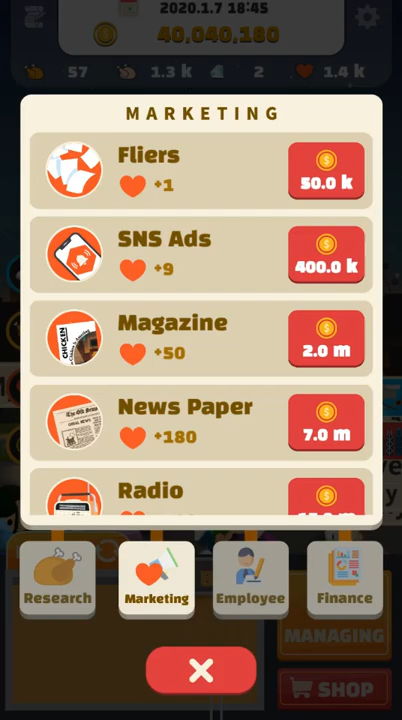 2020.1.7 18:45
40,040,180
57
1.3 k
2
1.4 k
MARKETING
Fliers
+1
50.0 k
SNS Ads
+9
400.0 k
Magazine
+50
2.0 m
CHICKEN
News Paper
+180
7.0 m
Radio
Research
Marketing
Employee
Finance
MANAGING
SHOP